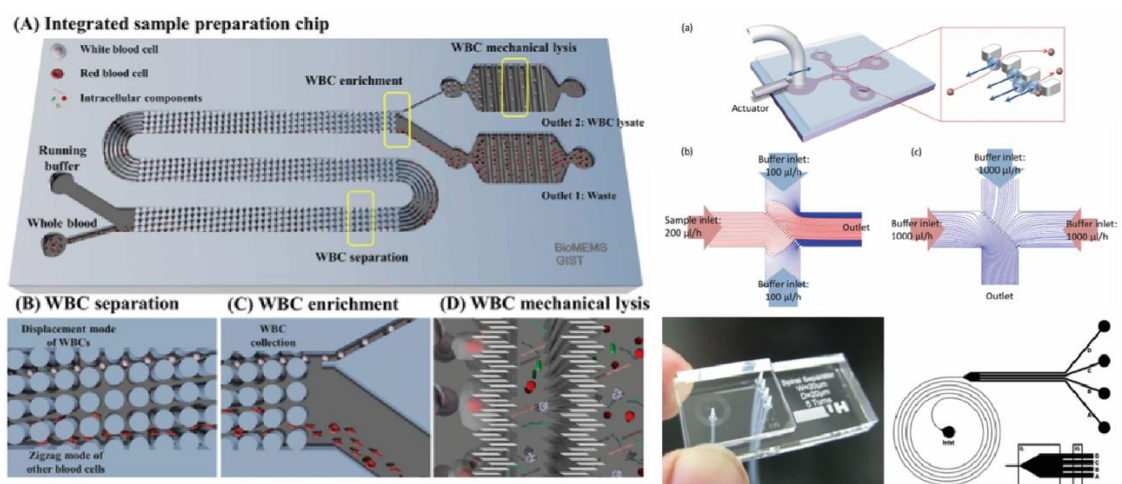 (A) Integrated sample preparation chip
White blood cell
Red blood cell
Intracellular components
WBC mechanical lysis
WBC enrichment
Outlet 2: WBC lysate
Running
buffer
Whole blood
Outlet 1: Waste
WBC separation
BioMEMS
GIST
(B) WBC separation
Displacement mode
of WBCs
Zigzag mode
of other blood cells
(C) WBC enrichment
WBC
collection
(D) WBC mechanical lysis
(a)
Actuator
(b)
Buffer inlet:
100 µl/h
Sample inlet:
200 µl/h
Outlet
Buffer inlet:
100 µl/h
(c)
Buffer inlet:
1000 µl/h
Buffer inlet:
1000 µl/h
Buffer inlet:
1000 µl/h
Outlet
Spiral Separator
W=20µm
D=20µm
5 Turns
D
C
B
A
Inlet
D
C
B
A